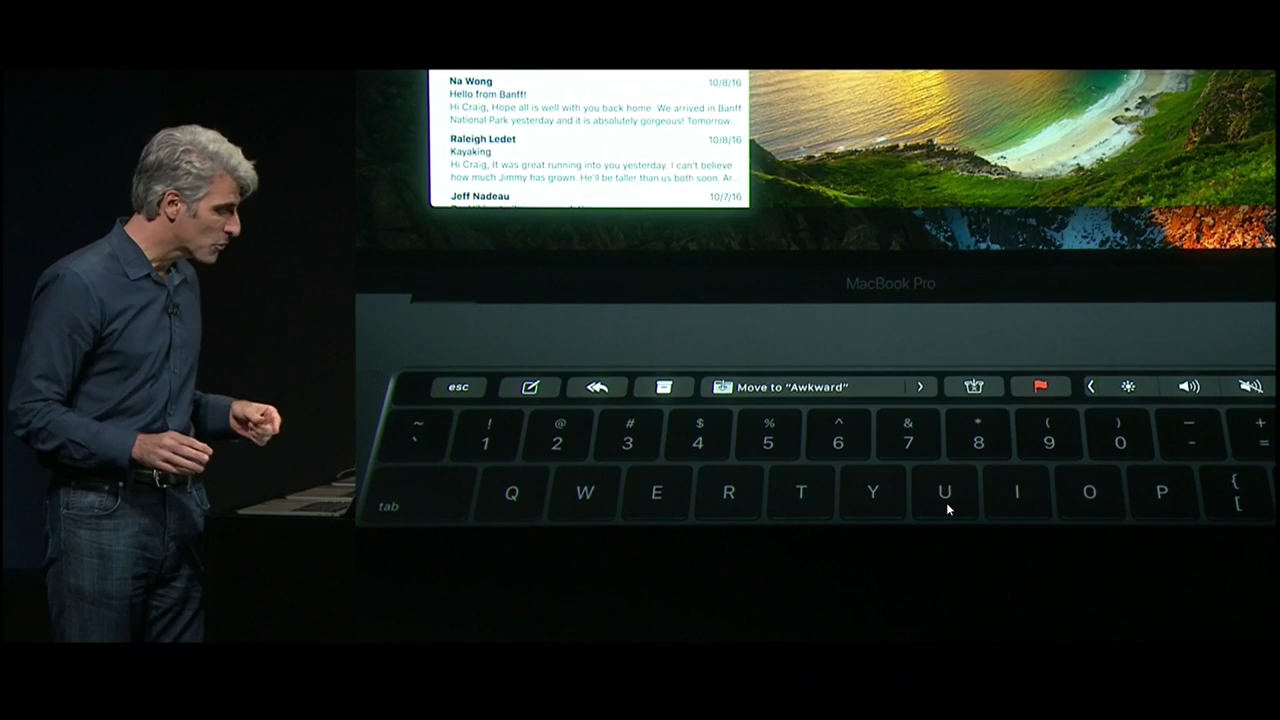 Na Wong 10/8/16
Hello from Banff!
Hi Craig, Hope all is well with you back home. We arrived in Banff
National Park yesterday and it is absolutely gorgeous! Tomorrow...
Raleigh Ledet 10/8/16
Kayaking
Hi Craig, It was great running into you yesterday. I can't believe
how much Jimmy has grown. He'll be taller than us both soon. Ar...
Jeff Nadeau 10/7/16
MacBook Pro
esc Move to "Awkward"
~ ! @ # $ % ^ & * ( ) – +
` 1 2 3 4 5 6 7 8 9 0 - =
tab Q W E R T Y U I O P { [